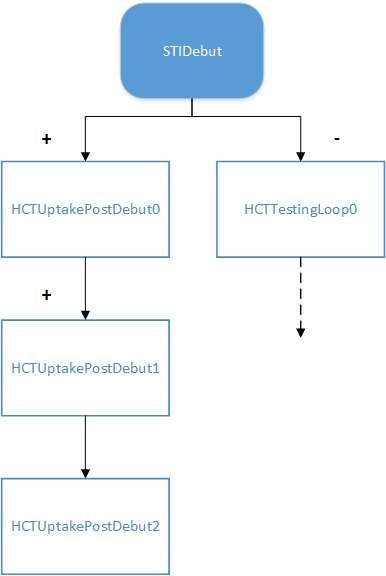 STIDebut
+
-
HCTUptakePostDebut0
HCTTestingLoop0
+
HCTUptakePostDebut1
HCTUptakePostDebut2